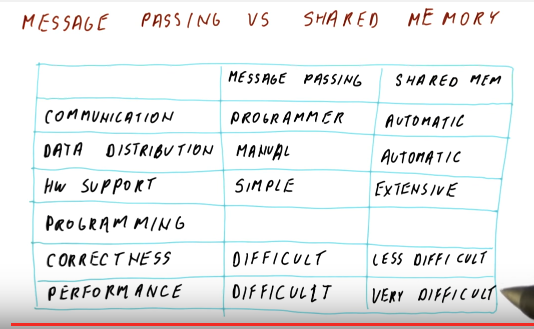 MESSAGE PASSING VS SHARED MEMORY
MESSAGE PASSING SHARED MEM
COMMUNICATION PROGRAMMER AUTOMATIC
DATA DISTRIBUTION MANUAL AUTOMATIC
HW SUPPORT SIMPLE EXTENSIVE
PROGRAMMING
CORRECTNESS DIFFICULT LESS DIFFICULT
PERFORMANCE DIFFICULT VERY DIFFICULT